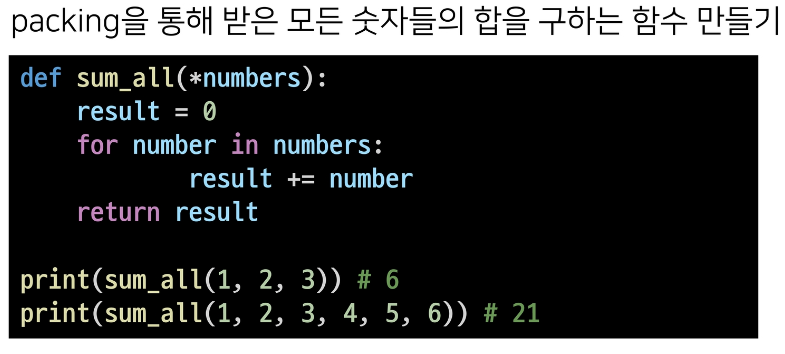 packing을 통해 받은 모든 숫자들의 합을 구하는 함수 만들기
def sum_all(*numbers):
    result = 0
    for number in numbers:
            result += number
    return result

print(sum_all(1, 2, 3)) # 6
print(sum_all(1, 2, 3, 4, 5, 6)) # 21